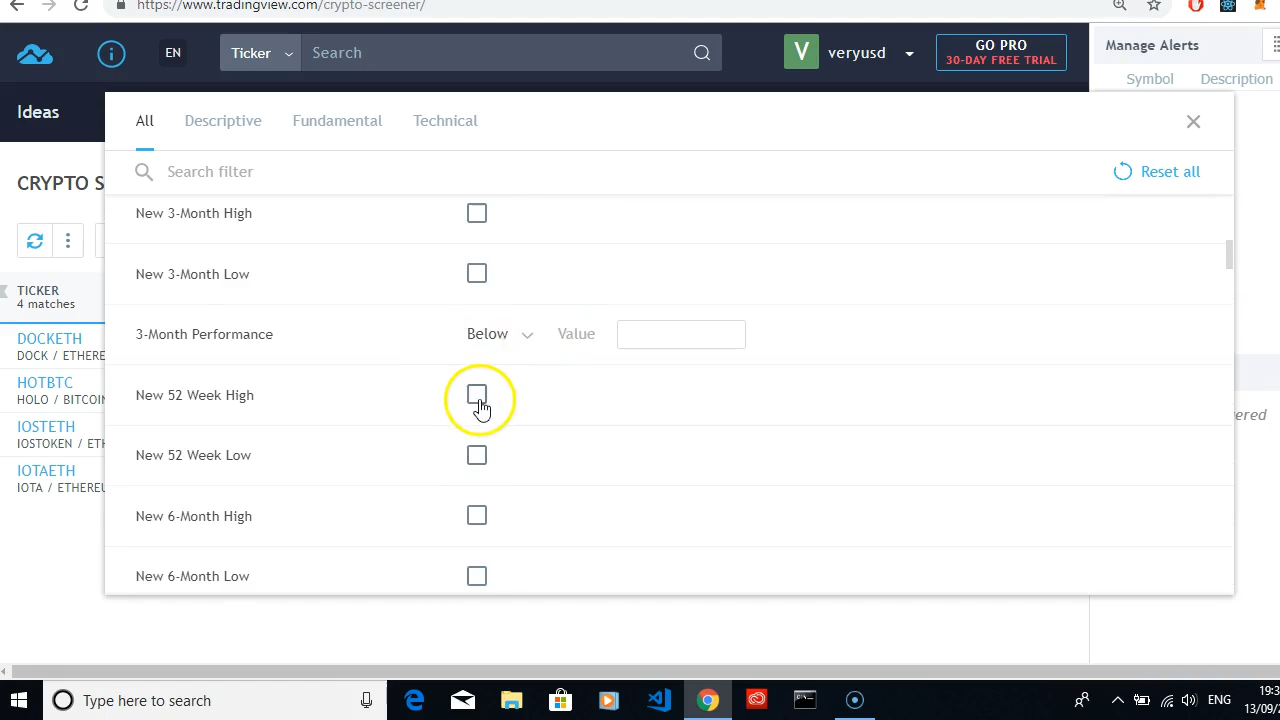 https://www.tradingview.com/crypto-screener/
EN
Ticker
Search
V
veryusd
GO PRO
30-DAY FREE TRIAL
Manage Alerts
Symbol
Description
Ideas
All
Descriptive
Fundamental
Technical
Search filter
Reset all
CRYPTO S
New 3-Month High
New 3-Month Low
TICKER
4 matches
3-Month Performance
Below
Value
DOCKETH
DOCK / ETHERE
HOTBTC
HOLO / BITCOIN
New 52 Week High
ered
IOSTETH
IOSTOKEN / ETH
New 52 Week Low
IOTAETH
IOTA / ETHEREU
New 6-Month High
New 6-Month Low
Type here to search
ENG
19:3
13/09/2